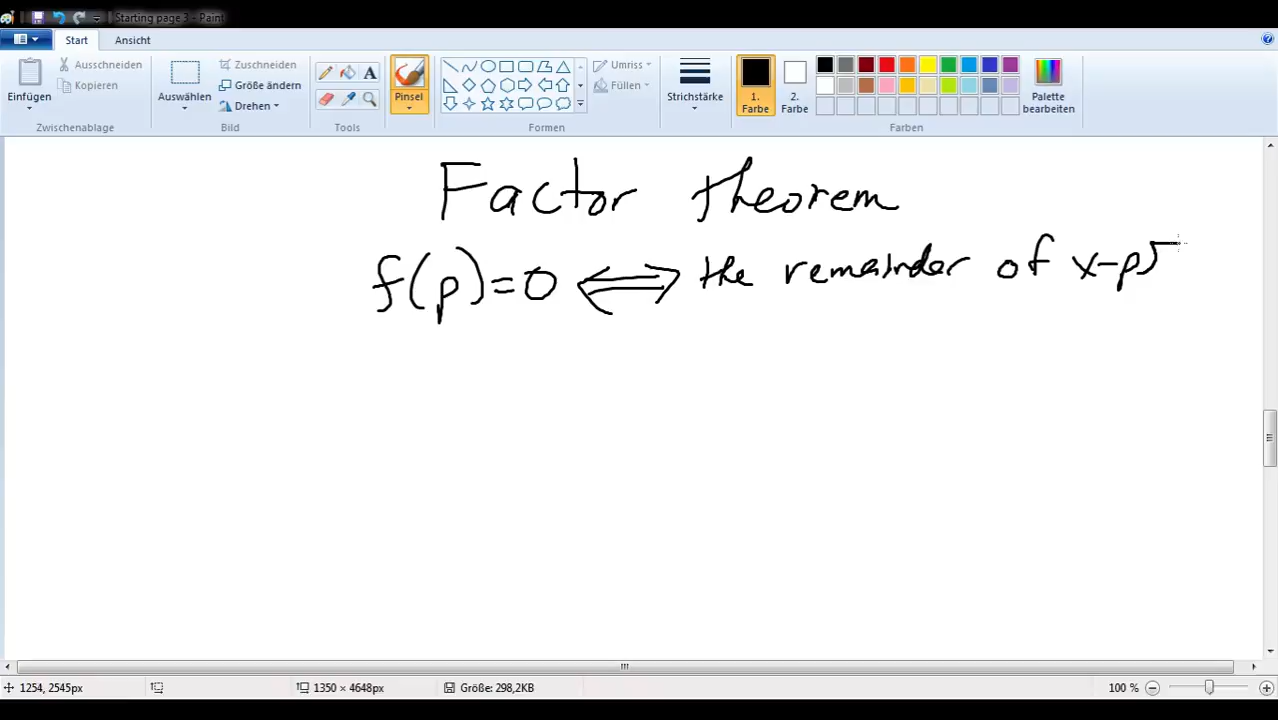 Starting page 3 - Paint
Start Ansicht
Einfügen
Ausschneiden
Kopieren
Zwischenablage
Auswählen
Zuschneiden
Größe ändern
Drehen
Bild
A
Tools
Pinsel
Umriss
Füllen
Formen
Strichstärke
1. Farbe
2. Farbe
Palette bearbeiten
Farben
Factor theorem
f(p)=0 ⟺ the remainder of x-p
1254, 2545px
1350 × 4648px
Größe: 298,2KB
100 %